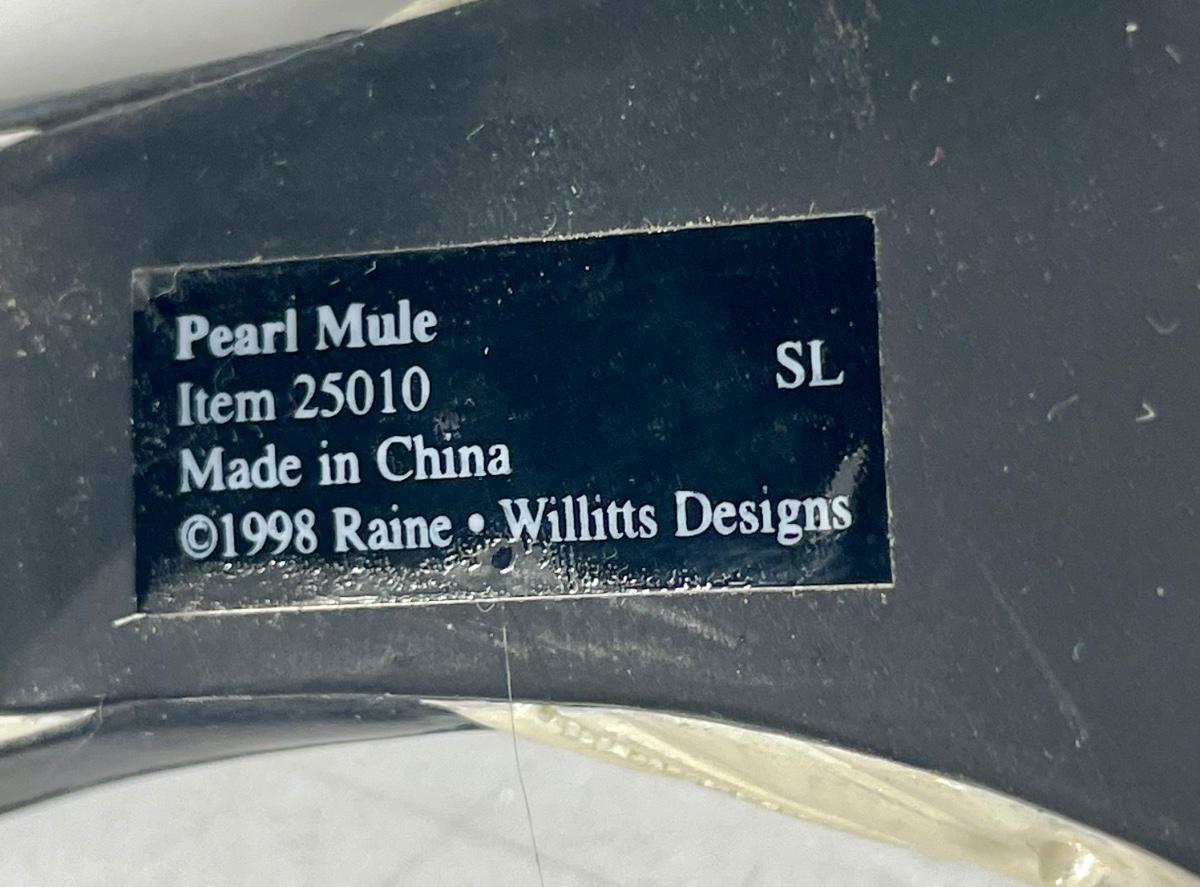 Pearl Mule
Item 25010
SL
Made in China
©1998 Raine • Willitts Designs